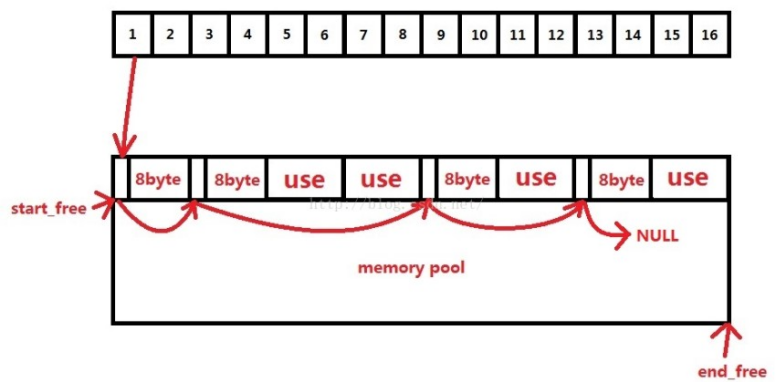 1 2 3 4 5 6 7 8 9 10 11 12 13 14 15 16
8byte 8byte use use 8byte use 8byte use
start_free
NULL
memory pool
end_free